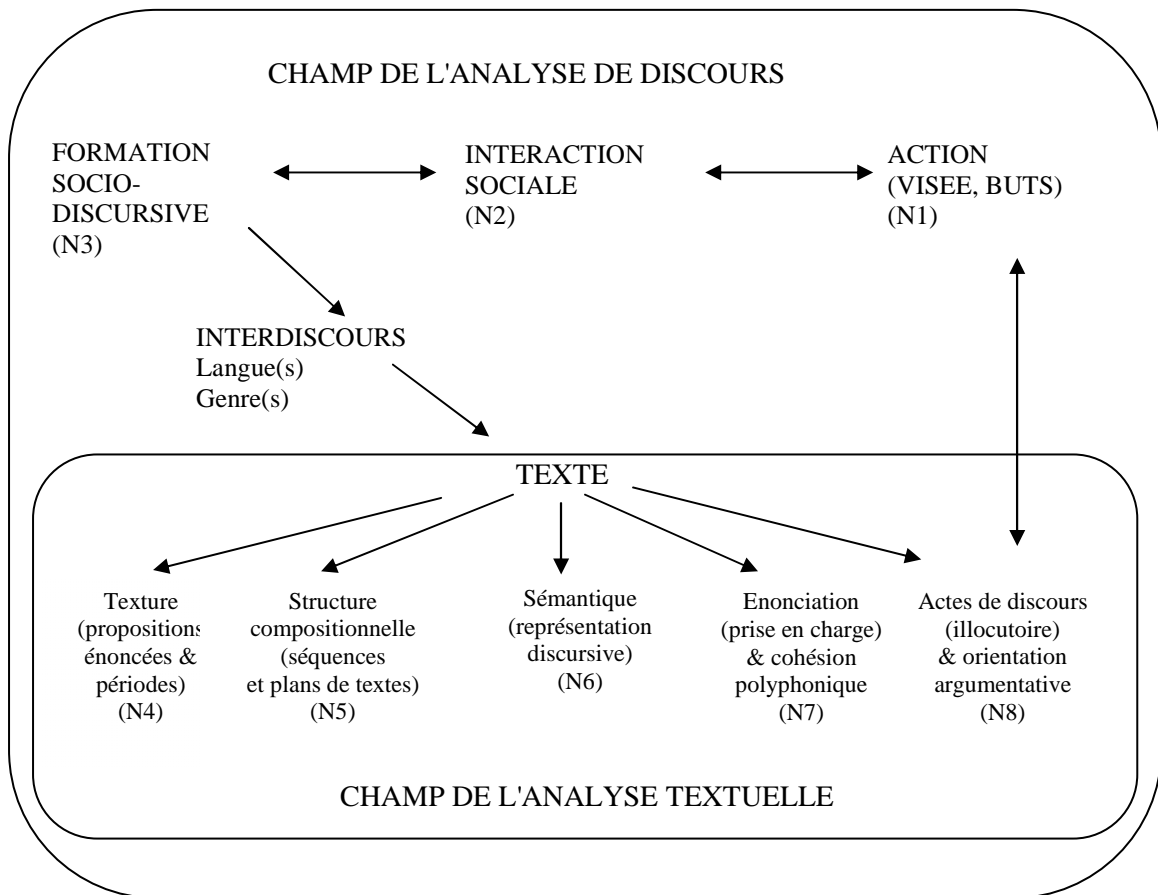 CHAMP DE L'ANALYSE DE DISCOURS
FORMATION
SOCIO-
DISCURSIVE
(N3)
INTERACTION
SOCIALE
(N2)
ACTION
(VISEE, BUTS)
(N1)
INTERDISCOURS
Langue(s)
Genre(s)
TEXTE
Texture
(propositions
énoncées &
périodes)
(N4)
Structure
compositionnelle
(séquences
et plans de textes)
(N5)
Sémantique
(représentation
discursive)
(N6)
Enonciation
(prise en charge)
& cohésion
polyphonique
(N7)
Actes de discours
(illocutoire)
& orientation
argumentative
(N8)
CHAMP DE L'ANALYSE TEXTUELLE